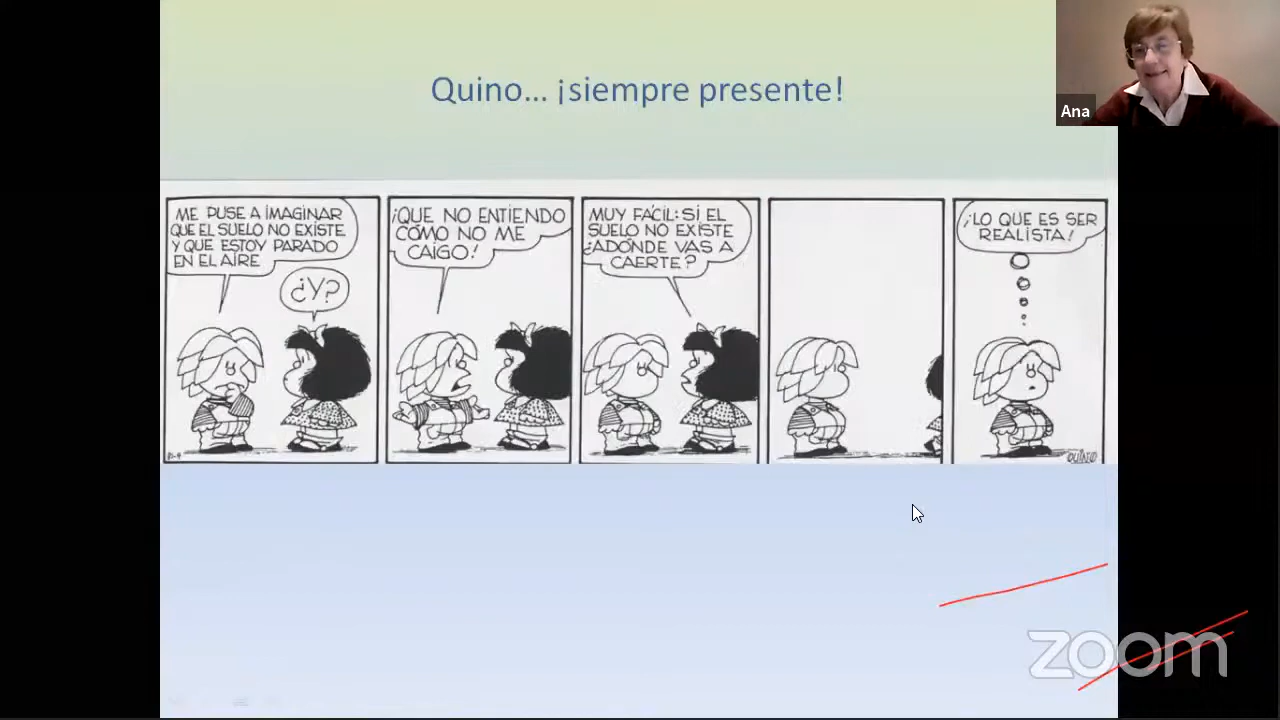 Quino... ¡siempre presente!
Ana
ME PUSE A IMAGINAR
QUE EL SUELO NO EXISTE
Y QUE ESTOY PARADO
EN EL AIRE
¿Y?
¡QUE NO ENTIENDO
CÓMO NO ME
CAIGO!
MUY FÁCIL: SI EL
SUELO NO EXISTE
¿ADÓNDE VAS A
CAERTE?
¡LO QUE ES SER
REALISTA!
QUINO
zoom